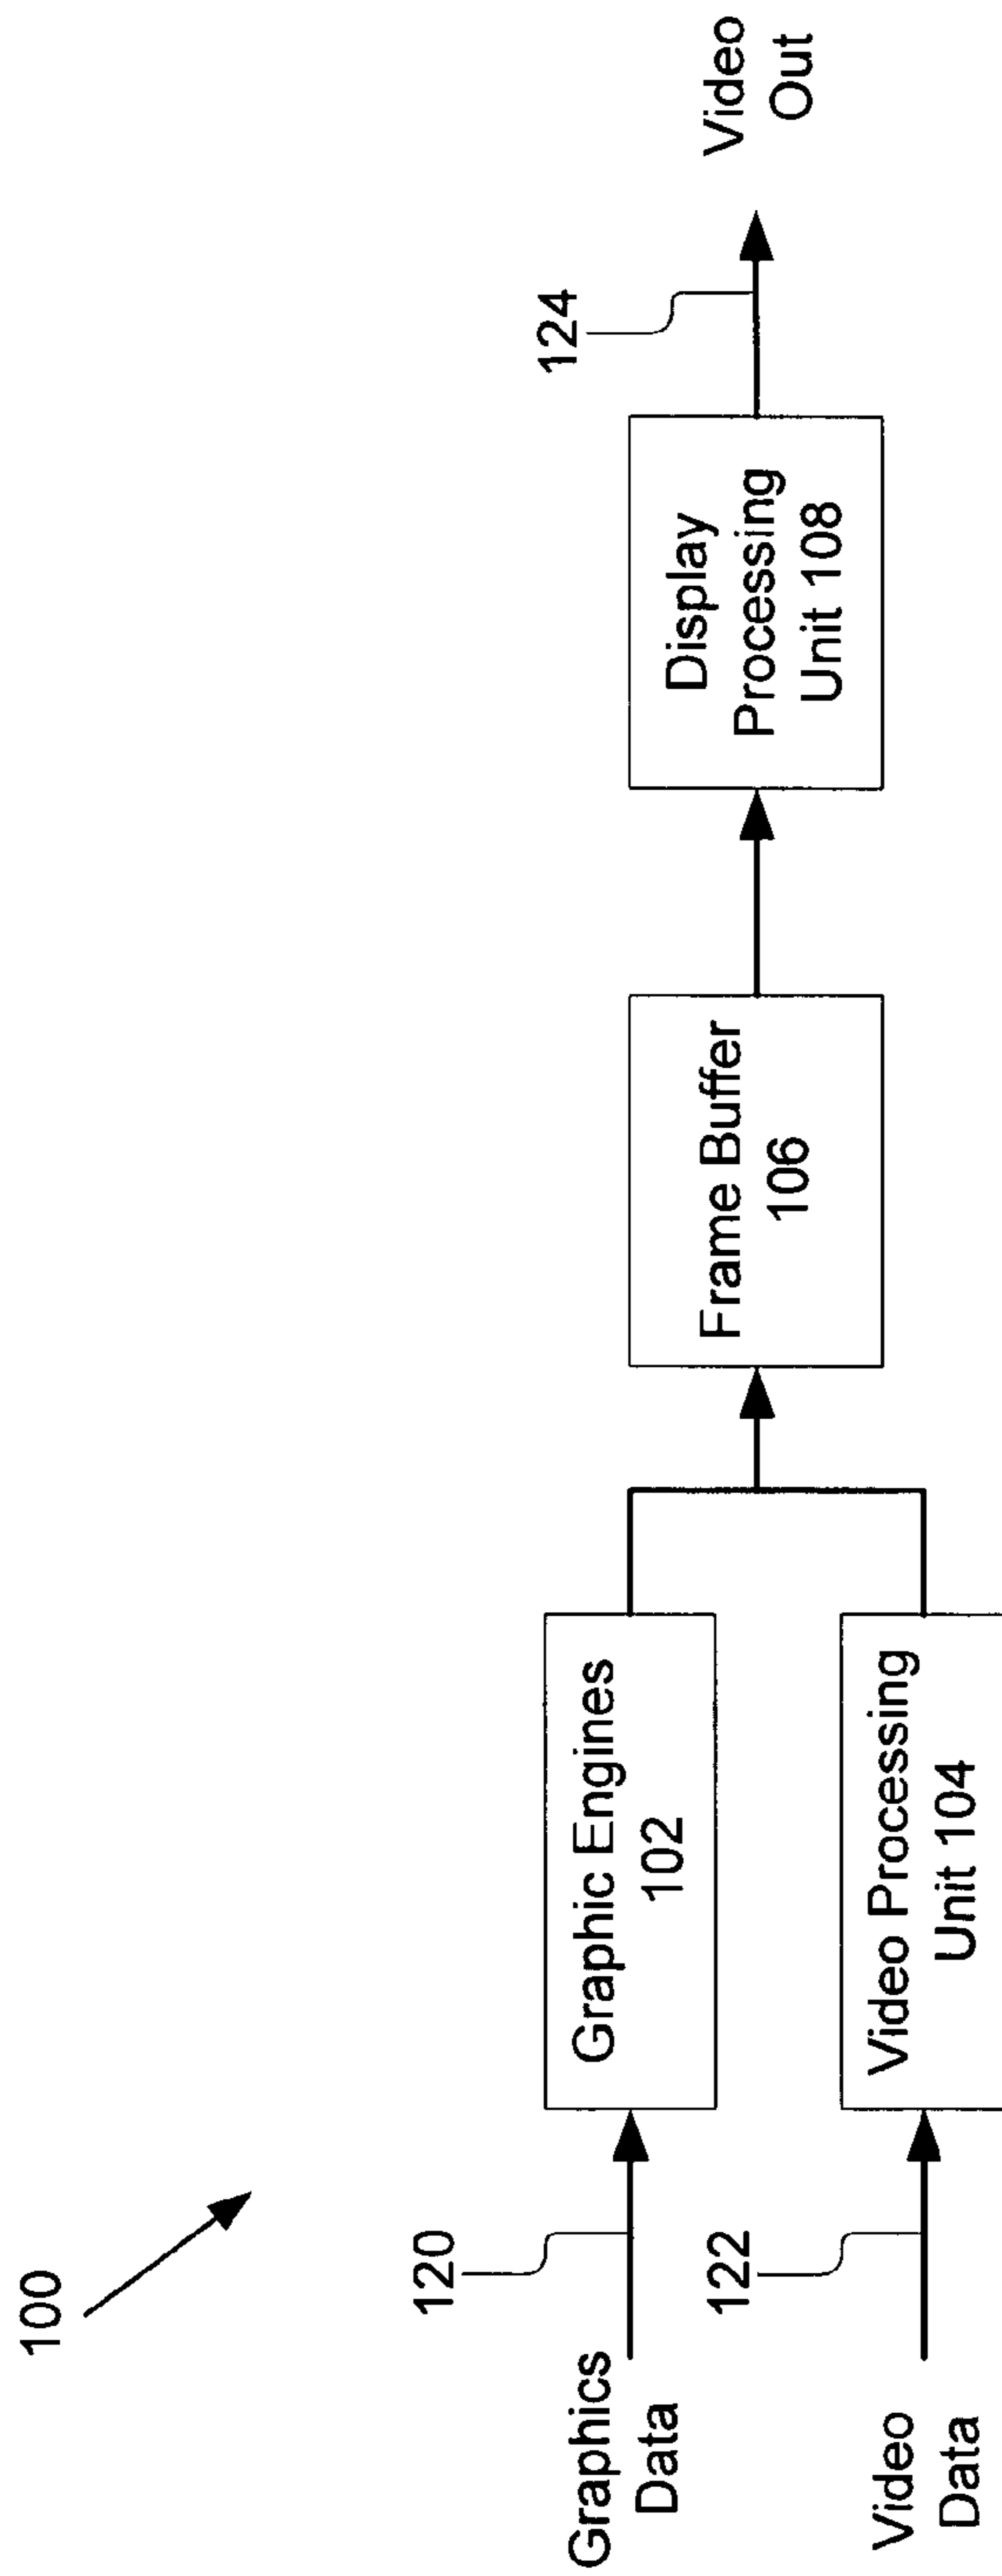 100
Graphics
Data
120
Graphic Engines
102
Video
Data
122
Video Processing
Unit 104
Frame Buffer
106
Display
Processing
Unit 108
124
Video
Out